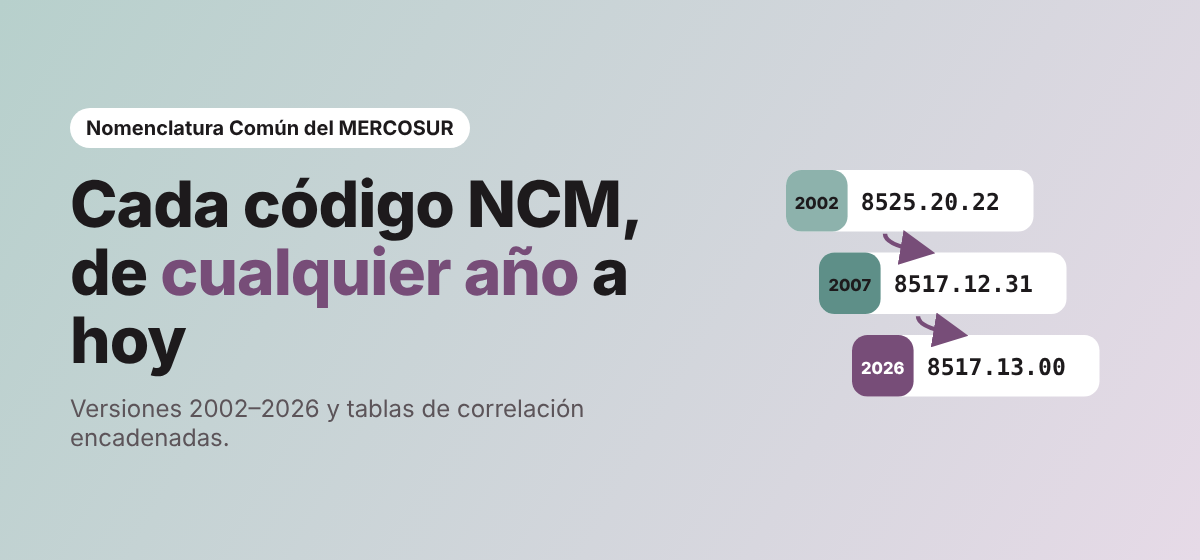 Nomenclatura Común del MERCOSUR
Cada código NCM,
de cualquier año a
hoy
Versiones 2002–2026 y tablas de correlación
encadenadas.
2002 8525.20.22
2007 8517.12.31
2026 8517.13.00